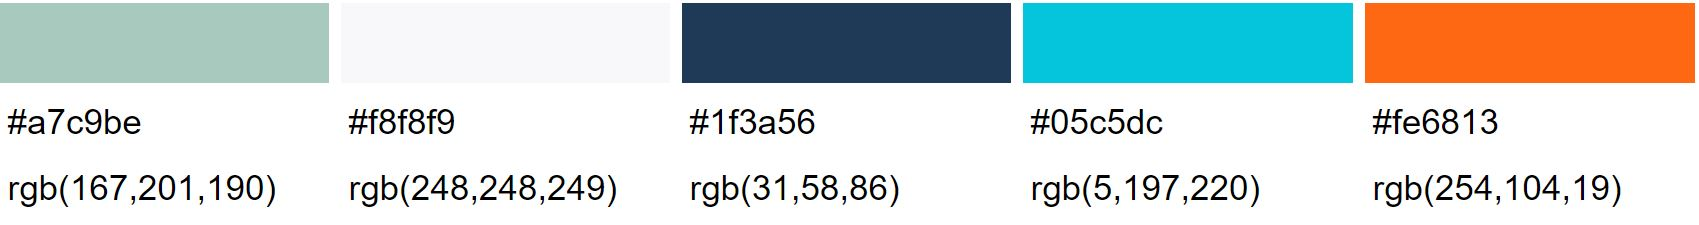 #a7c9be #f8f8f9 #1f3a56 #05c5dc #fe6813
rgb(167,201,190) rgb(248,248,249) rgb(31,58,86) rgb(5,197,220) rgb(254,104,19)